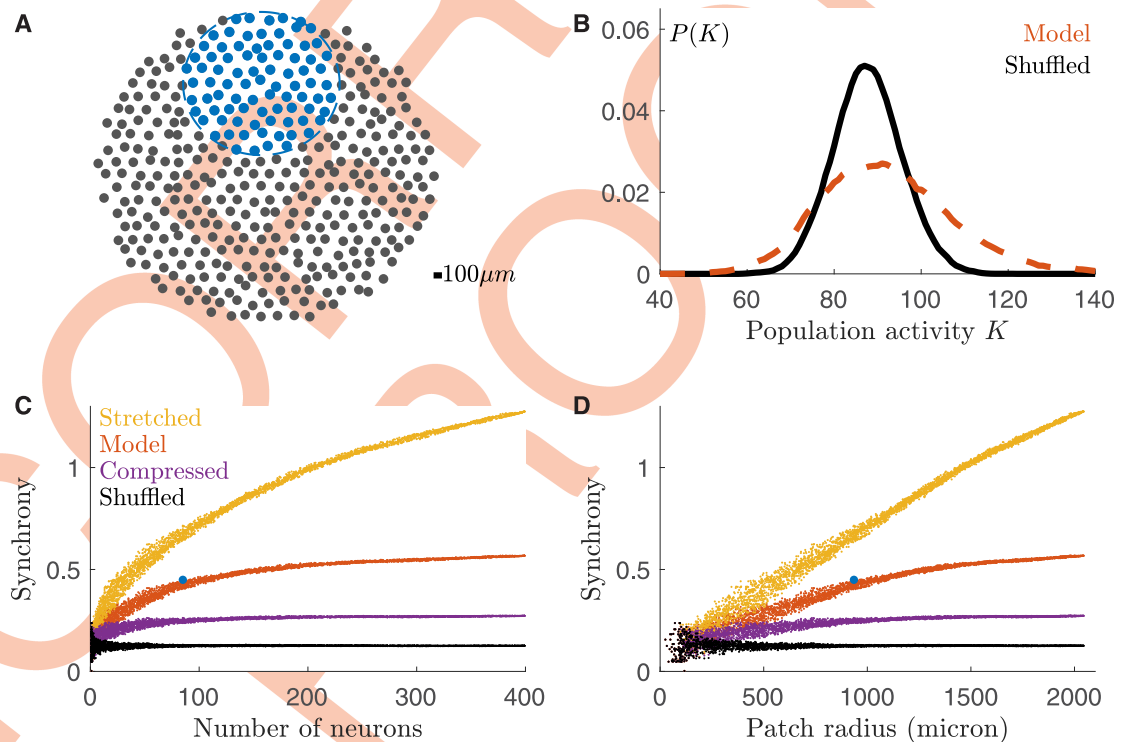 A
100μm
B
P(K)
Model
Shuffled
0.06
0.04
0.02
0
40 60 80 100 120 140
Population activity K
C
Stretched
Model
Compressed
Shuffled
Synchrony
1
0.5
0
0 100 200 300 400
Number of neurons
D
Synchrony
1
0.5
0
0 500 1000 1500 2000
Patch radius (micron)